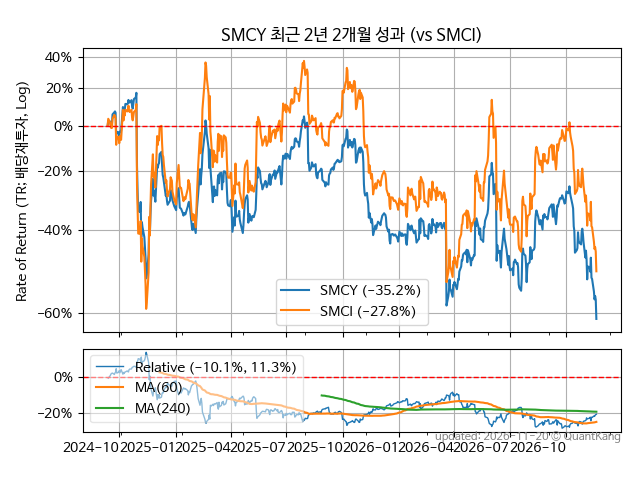 SMCY 최근 2년 2개월 성과 (vs SMCI)
Rate of Return (TR: 배당재투자, Log)
40%
20%
0%
−20%
−40%
−60%
SMCY (−35.2%)
SMCI (−27.8%)
0%
−20%
Relative (−10.1%, 11.3%)
MA(60)
MA(240)
2024−10 2025−01 2025−04 2025−07 2025−10 2026−01 2026−04 2026−07 2026−10
updated: 2026−11−20 © QuantKang